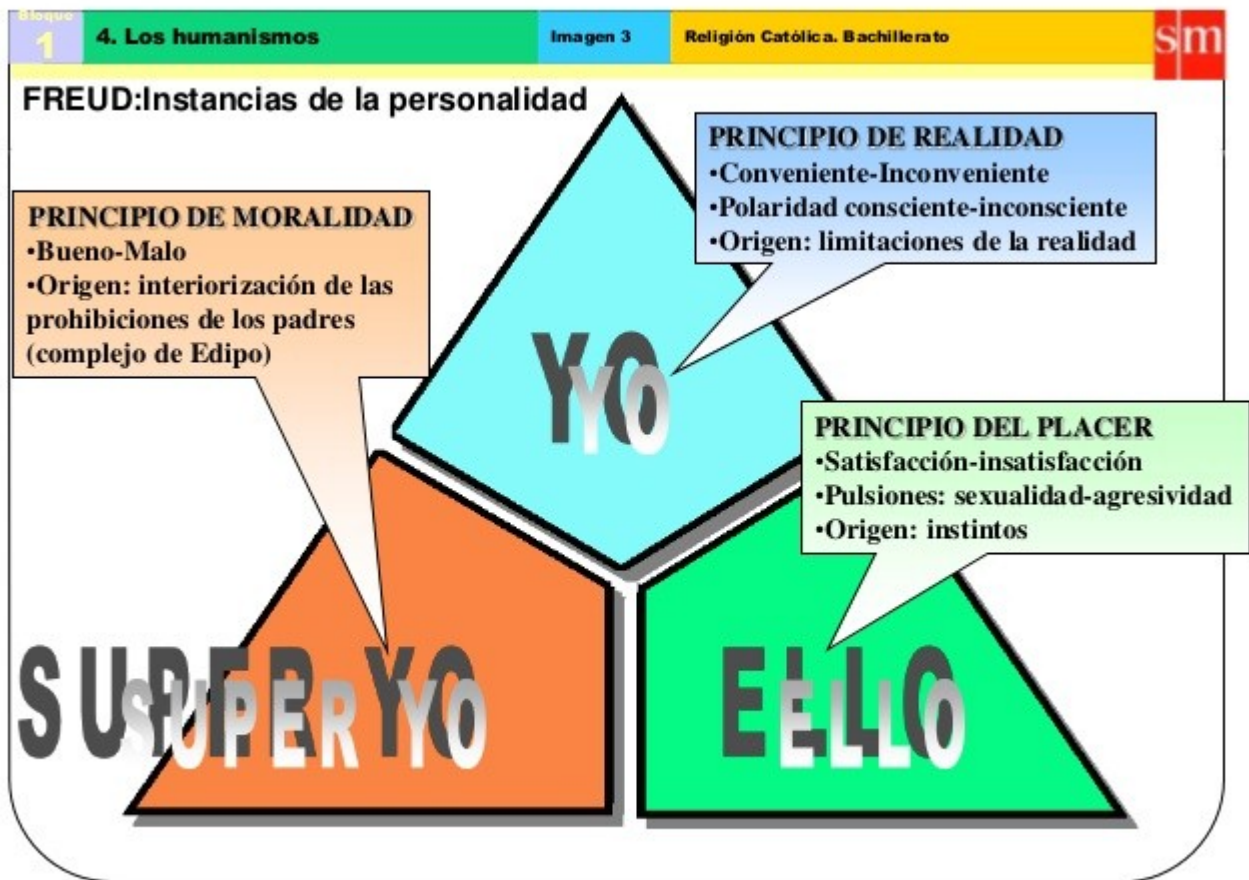 Bloque
1
4. Los humanismos
Imagen 3
Religión Católica. Bachillerato
sm
FREUD:Instancias de la personalidad
PRINCIPIO DE REALIDAD
•Conveniente-Inconveniente
•Polaridad consciente-inconsciente
•Origen: limitaciones de la realidad
PRINCIPIO DE MORALIDAD
•Bueno-Malo
•Origen: interiorización de las
prohibiciones de los padres
(complejo de Edipo)
YO
PRINCIPIO DEL PLACER
•Satisfacción-insatisfacción
•Pulsiones: sexualidad-agresividad
•Origen: instintos
SUPER YO
ELLO